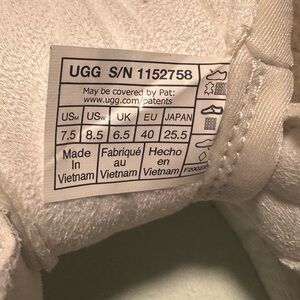 UGG S/N 1152758
May be covered by Pat:
www.ugg.com/patents
USM USW UK EU JAPAN
7.5 8.5 6.5 40 25.5
Made Fabriqué Hecho
In au en
Vietnam Vietnam Vietnam